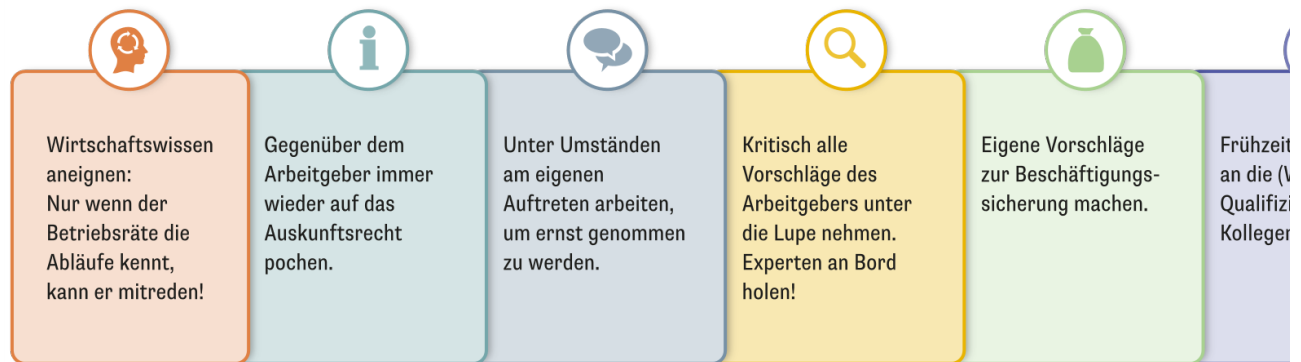 Wirtschaftswissen
aneignen:
Nur wenn der
Betriebsräte die
Abläufe kennt,
kann er mitreden!
Gegenüber dem
Arbeitgeber immer
wieder auf das
Auskunftsrecht
pochen.
Unter Umständen
am eigenen
Auftreten arbeiten,
um ernst genommen
zu werden.
Kritisch alle
Vorschläge des
Arbeitgebers unter
die Lupe nehmen.
Experten an Bord
holen!
Eigene Vorschläge
zur Beschäftigungs-
sicherung machen.
an die